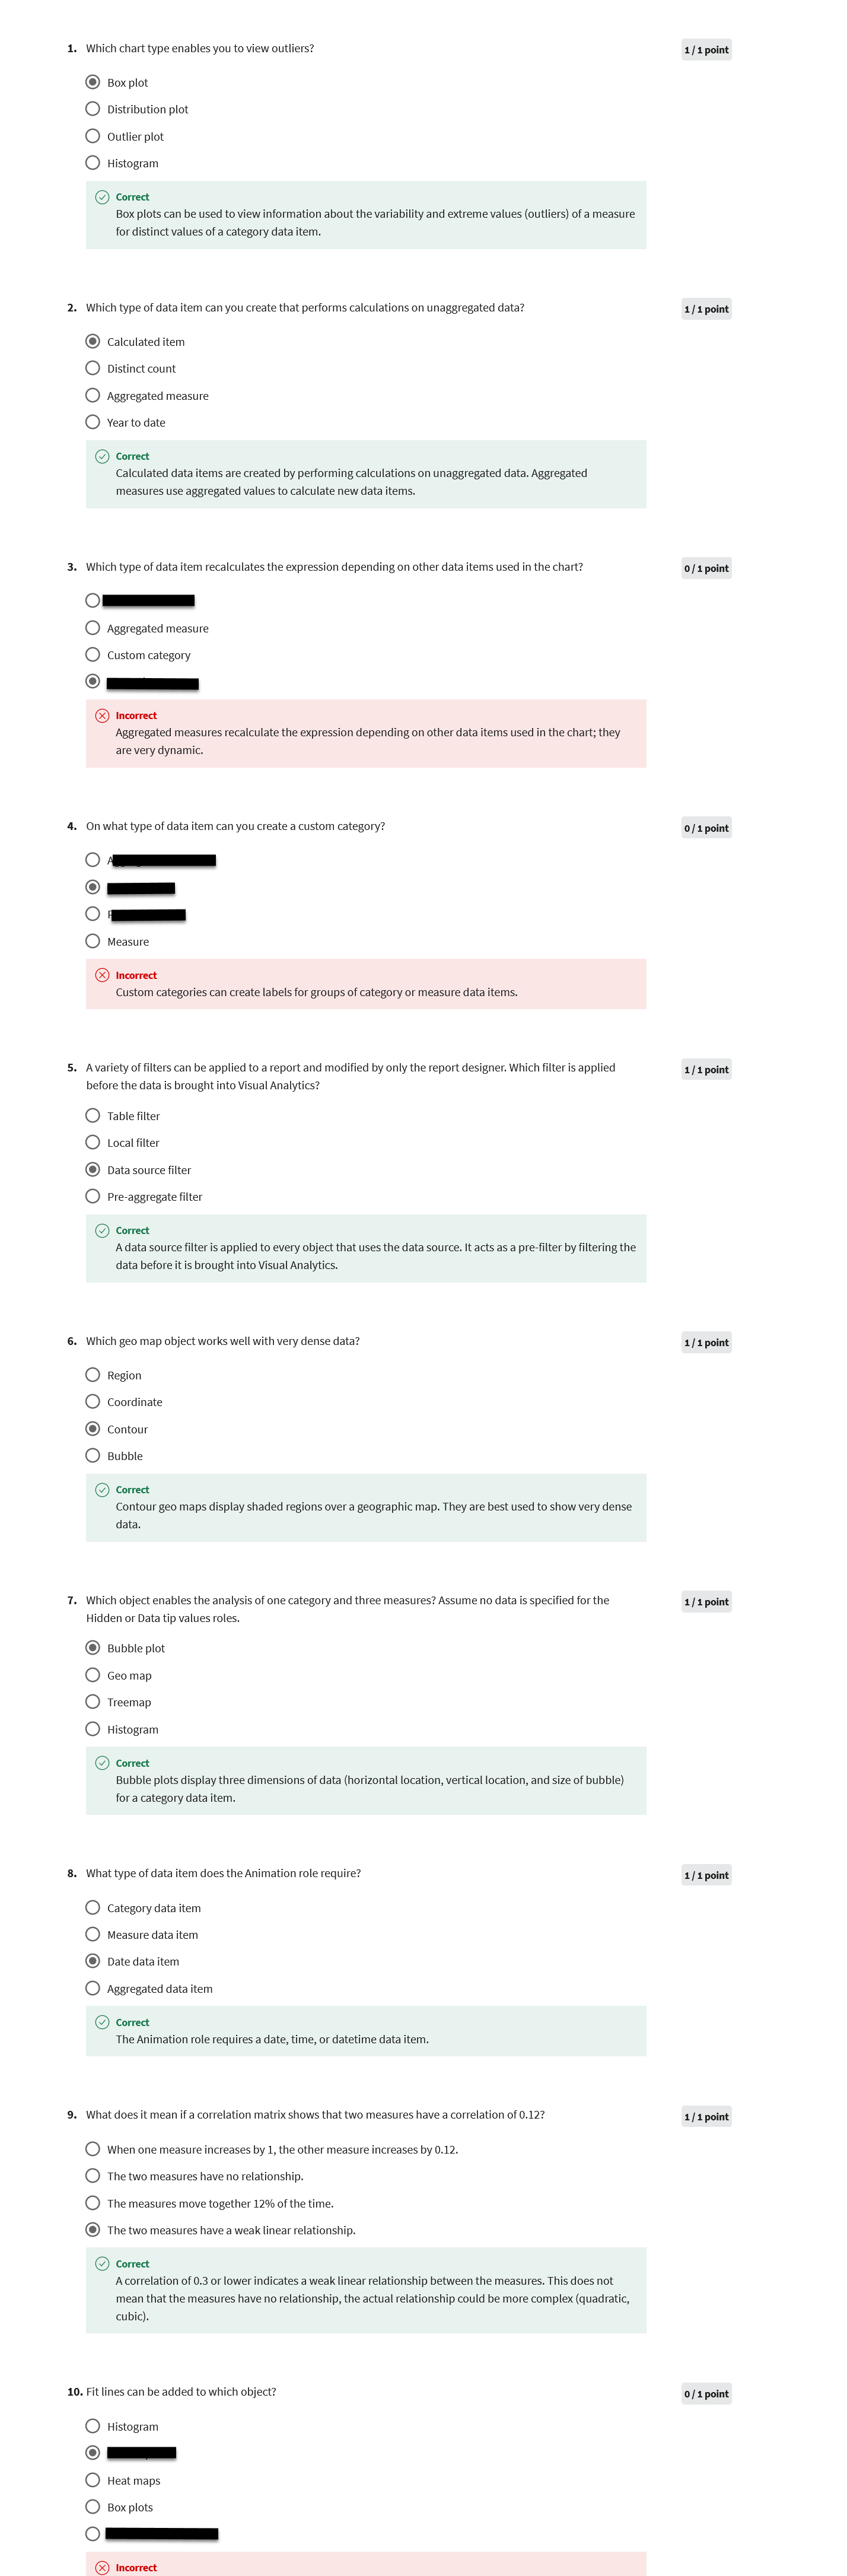 1. Which chart type enables you to view outliers?
1 / 1 point
Box plot
Distribution plot
Outlier plot
Histogram
Correct
Box plots can be used to view information about the variability and extreme values (outliers) of a measure
for distinct values of a category data item.
2. Which type of data item can you create that performs calculations on unaggregated data?
1 / 1 point
Calculated item
Distinct count
Aggregated measure
Year to date
Correct
Calculated data items are created by performing calculations on unaggregated data. Aggregated
measures use aggregated values to calculate new data items.
3. Which type of data item recalculates the expression depending on other data items used in the chart?
0 / 1 point
Aggregated measure
Custom category
Incorrect
Aggregated measures recalculate the expression depending on other data items used in the chart; they
are very dynamic.
4. On what type of data item can you create a custom category?
0 / 1 point
Measure
Incorrect
Custom categories can create labels for groups of category or measure data items.
5. A variety of filters can be applied to a report and modified by only the report designer. Which filter is applied
before the data is brought into Visual Analytics?
1 / 1 point
Table filter
Local filter
Data source filter
Pre-aggregate filter
Correct
A data source filter is applied to every object that uses the data source. It acts as a pre-filter by filtering the
data before it is brought into Visual Analytics.
6. Which geo map object works well with very dense data?
1 / 1 point
Region
Coordinate
Contour
Bubble
Correct
Contour geo maps display shaded regions over a geographic map. They are best used to show very dense
data.
7. Which object enables the analysis of one category and three measures? Assume no data is specified for the
Hidden or Data tip values roles.
1 / 1 point
Bubble plot
Geo map
Treemap
Histogram
Correct
Bubble plots display three dimensions of data (horizontal location, vertical location, and size of bubble)
for a category data item.
8. What type of data item does the Animation role require?
1 / 1 point
Category data item
Measure data item
Date data item
Aggregated data item
Correct
The Animation role requires a date, time, or datetime data item.
9. What does it mean if a correlation matrix shows that two measures have a correlation of 0.12?
1 / 1 point
When one measure increases by 1, the other measure increases by 0.12.
The two measures have no relationship.
The measures move together 12% of the time.
The two measures have a weak linear relationship.
Correct
A correlation of 0.3 or lower indicates a weak linear relationship between the measures. This does not
mean that the measures have no relationship, the actual relationship could be more complex (quadratic,
cubic).
10. Fit lines can be added to which object?
0 / 1 point
Histogram
Heat maps
Box plots
Incorrect